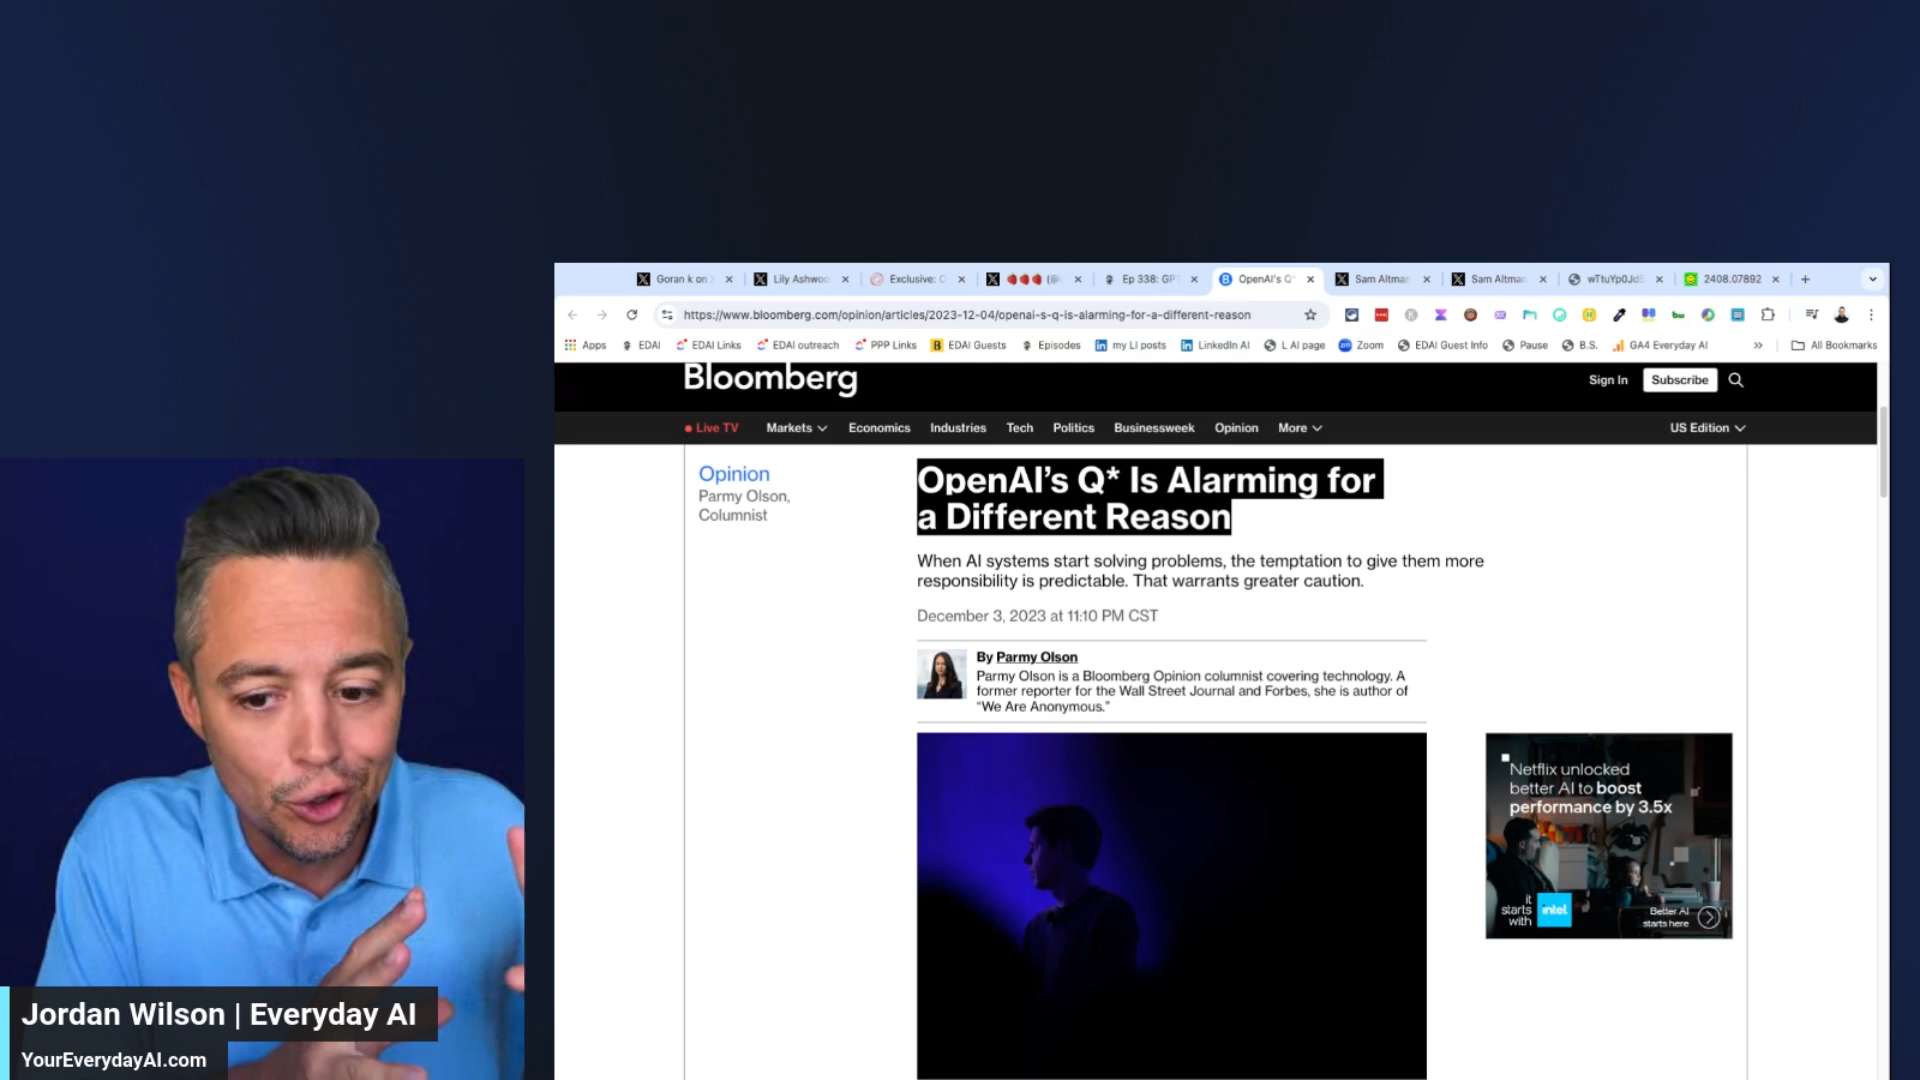 Goran k on
Lily Ashwoo
Exclusive: O
Ep 338: GPT
OpenAI's Q*
Sam Altman
Sam Altman
wTtuYp0Jd
2408.07892
https://www.bloomberg.com/opinion/articles/2023-12-04/openai-s-q-is-alarming-for-a-different-reason
Apps
EDAI
EDAI Links
EDAI outreach
PPP Links
EDAI Guests
Episodes
my LI posts
LinkedIn AI
L AI page
Zoom
EDAI Guest Info
Pause
B.S.
GA4 Everyday AI
All Bookmarks
Bloomberg
Sign In
Subscribe
Live TV
Markets
Economics
Industries
Tech
Politics
Businessweek
Opinion
More
US Edition
Opinion
Parmy Olson,
Columnist
OpenAI's Q* Is Alarming for
a Different Reason
When AI systems start solving problems, the temptation to give them more
responsibility is predictable. That warrants greater caution.
December 3, 2023 at 11:10 PM CST
By Parmy Olson
Parmy Olson is a Bloomberg Opinion columnist covering technology. A
former reporter for the Wall Street Journal and Forbes, she is author of
"We Are Anonymous."
Netflix unlocked
better AI to boost
performance by 3.5x
it
starts
with
intel
Better AI
starts here
Jordan Wilson | Everyday AI
YourEverydayAI.com